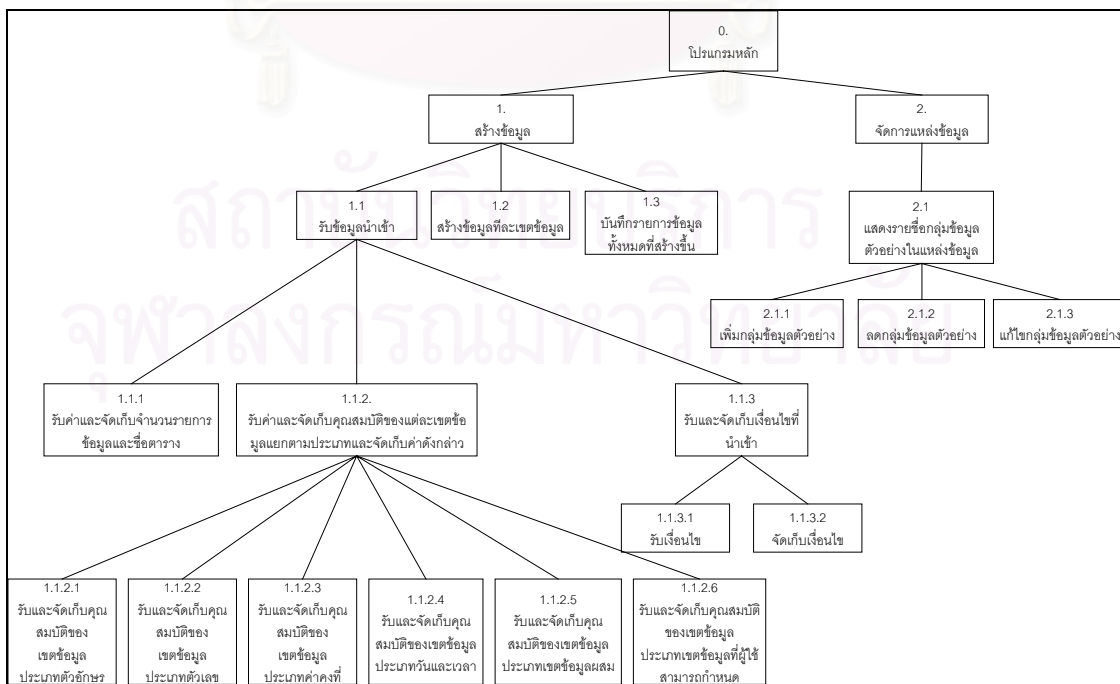 0.
โปรแกรมหลัก
1.
สร้างข้อมูล
2.
จัดการแหล่งข้อมูล
1.1
รับข้อมูลนำเข้า
1.2
สร้างข้อมูลทีละเขตข้อมูล
1.3
บันทึกรายการข้อมูล
ทั้งหมดที่สร้างขึ้น
2.1
แสดงรายชื่อกลุ่มข้อมูล
ตัวอย่างในแหล่งข้อมูล
2.1.1
เพิ่มกลุ่มข้อมูลตัวอย่าง
2.1.2
ลดกลุ่มข้อมูลตัวอย่าง
2.1.3
แก้ไขกลุ่มข้อมูลตัวอย่าง
1.1.1
รับค่าและจัดเก็บจำนวนรายการ
ข้อมูลและชื่อตาราง
1.1.2.
รับค่าและจัดเก็บคุณสมบัติของแต่ละเขตข้อ
มูลแยกตามประเภทและจัดเก็บค่าดังกล่าว
1.1.3
รับและจัดเก็บเงื่อนไขที่
นำเข้า
1.1.3.1
รับเงื่อนไข
1.1.3.2
จัดเก็บเงื่อนไข
1.1.2.1
รับและจัดเก็บคุณ
สมบัติของ
เขตข้อมูล
ประเภทตัวอักษร
1.1.2.2
รับและจัดเก็บคุณ
สมบัติของ
เขตข้อมูล
ประเภทตัวเลข
1.1.2.3
รับและจัดเก็บคุณ
สมบัติของ
เขตข้อมูล
ประเภทค่าคงที่
1.1.2.4
รับและจัดเก็บคุณ
สมบัติของเขตข้อมูล
ประเภทวันและเวลา
1.1.2.5
รับและจัดเก็บคุณ
สมบัติของเขตข้อมูล
ประเภทเขตข้อมูลผสม
1.1.2.6
รับและจัดเก็บคุณสมบัติ
ของเขตข้อมูล
ประเภทเขตข้อมูลที่ผู้ใช้
สามารถกำหนด
สถาบันวิทยบริการ
จุฬาลงกรณ์มหาวิทยาลัย